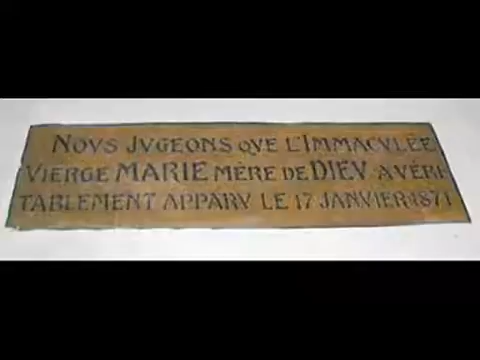 NOVS JVGEONS QVE L'IMMACVLÉE
VIERGE MARIE MÈRE DE DIEV A VÉRI
TABLEMENT APPARV LE 17 JANVIER 1871